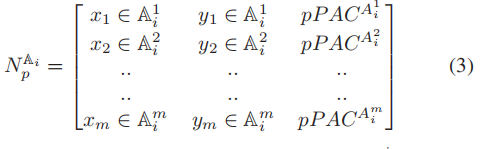 x_1 ∈ 𝔸_i^1 y_1 ∈ 𝔸_i^2 pPAC^{A_i^1}
x_2 ∈ 𝔸_i^2 y_2 ∈ 𝔸_i^2 pPAC^{A_i^2}
N_p^{𝔸_i} = .. .. .. (3)
.. .. ..
x_m ∈ 𝔸_i^m y_m ∈ 𝔸_i^m pPAC^{A_i^m}